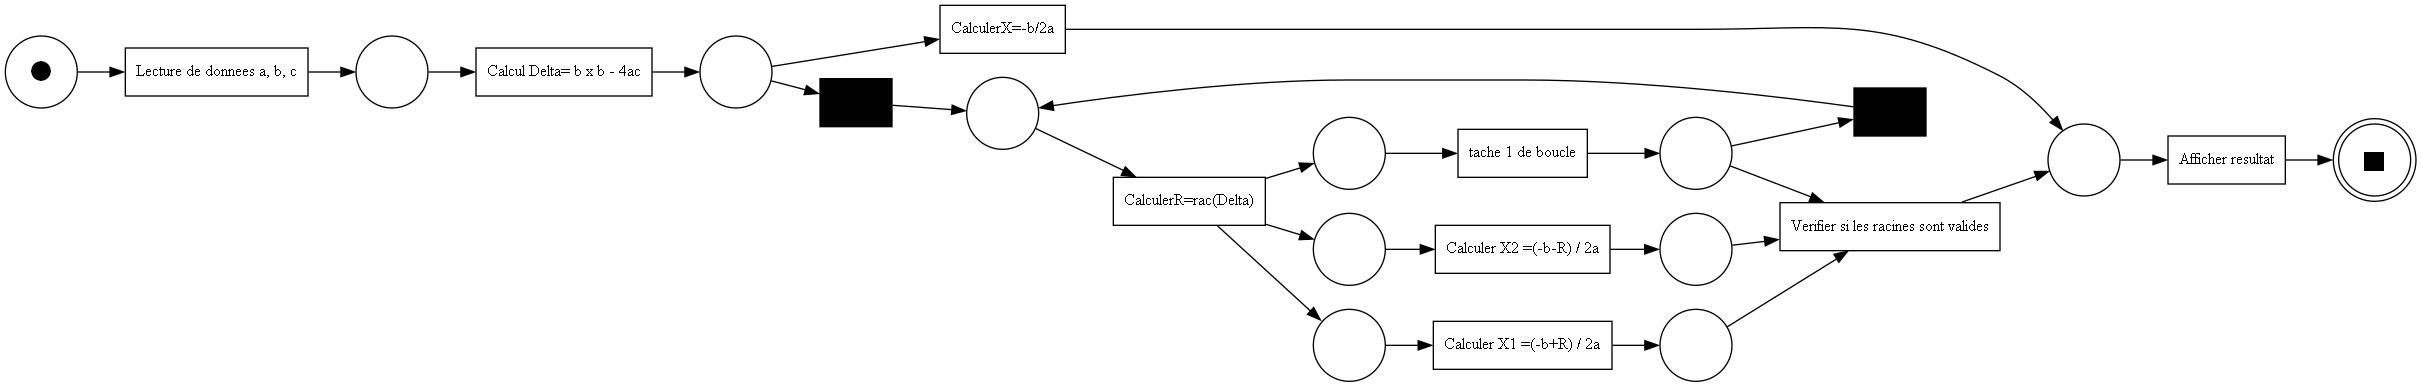 CalculerX=-b/2a
Lecture de donnees a, b, c
Calcul Delta= b x b - 4ac
tache 1 de boucle
Afficher resultat
CalculerR=rac(Delta)
Verifier si les racines sont valides
Calculer X2 =(-b-R) / 2a
Calculer X1 =(-b+R) / 2a